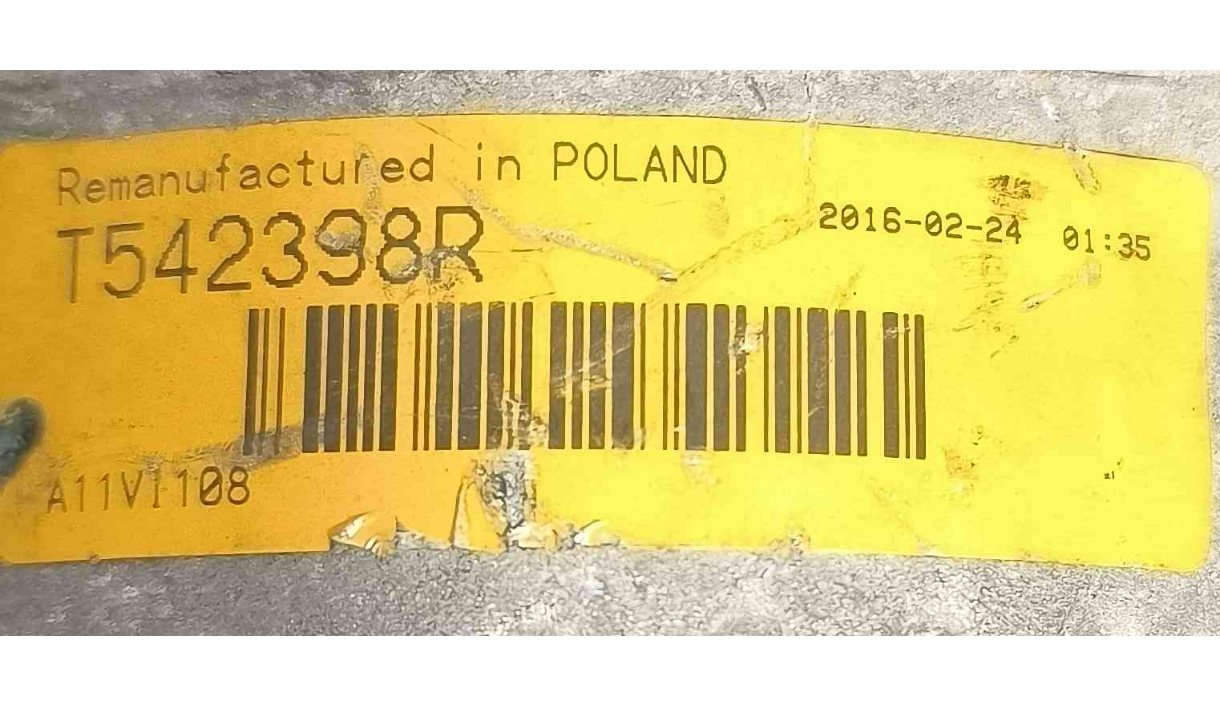 Remanufactured in POLAND
T542398R
2016-02-24 01:35
A11VI108